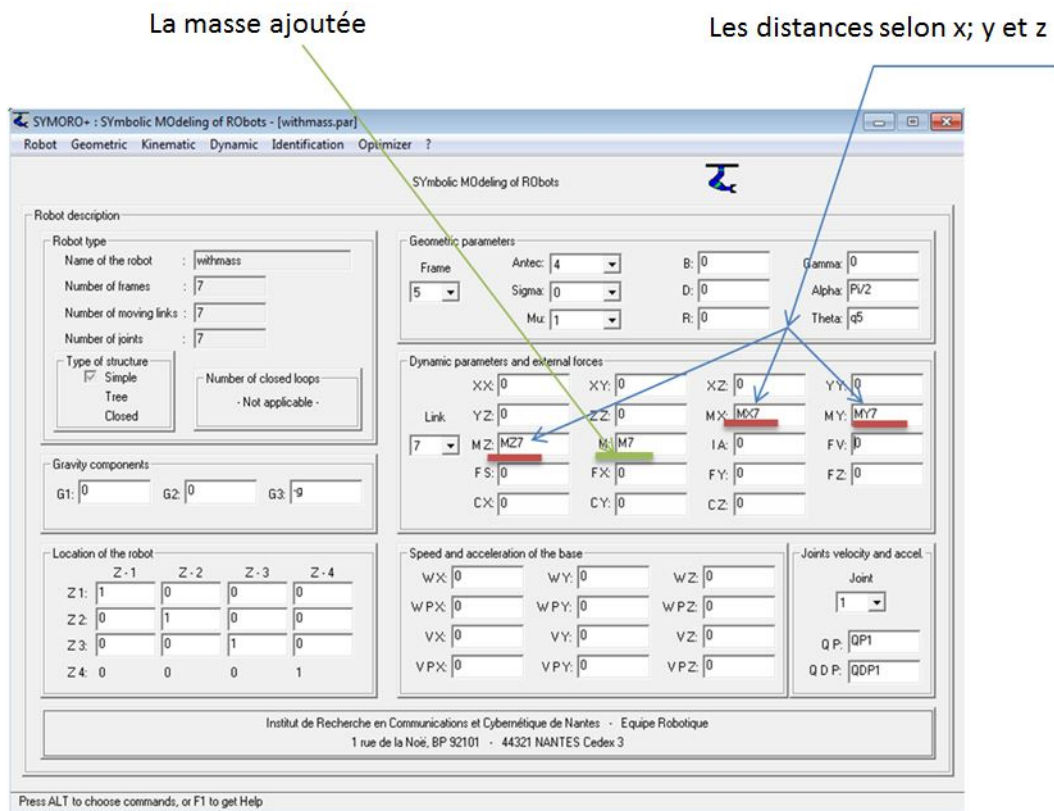 La masse ajoutée
Les distances selon x; y et z
SYMORO+ : SYmbolic MOdeling of RObots - [withmass.par]
Robot Geometric Kinematic Dynamic Identification Optimizer ?
SYmbolic MOdeling of RObots
Robot description
Robot type
Name of the robot : withmass
Number of frames : 7
Number of moving links : 7
Number of joints : 7
Type of structure
Simple
Tree
Closed
Number of closed loops
- Not applicable -
Geometric parameters
Frame Antec: 4 B: 0 Gamma: 0
5 Sigma: 0 D: 0 Alpha: Pi/2
Mu: 1 R: 0 Theta: q5
Dynamic parameters and external forces
XX: 0 XY: 0 XZ: 0 YY: 0
Link YZ: 0 ZZ: 0 MX: MX7 MY: MY7
7 MZ: MZ7 M: M7 IA: 0 FV: 0
FS: 0 FX: 0 FY: 0 FZ: 0
CX: 0 CY: 0 CZ: 0
Gravity components
G1: 0 G2: 0 G3: -g
Location of the robot
Z-1 Z-2 Z-3 Z-4
Z1: 1 0 0 0
Z2: 0 1 0 0
Z3: 0 0 1 0
Z4: 0 0 0 1
Speed and acceleration of the base
WX: 0 WY: 0 WZ: 0
WPX: 0 WPY: 0 WPZ: 0
VX: 0 VY: 0 VZ: 0
VPX: 0 VPY: 0 VPZ: 0
Joints velocity and accel.
Joint
1
QP: QP1
QDP: QDP1
Institut de Recherche en Communications et Cybernétique de Nantes - Equipe Robotique
1 rue de la Noë, BP 92101 - 44321 NANTES Cedex 3
Press ALT to choose commands, or F1 to get Help